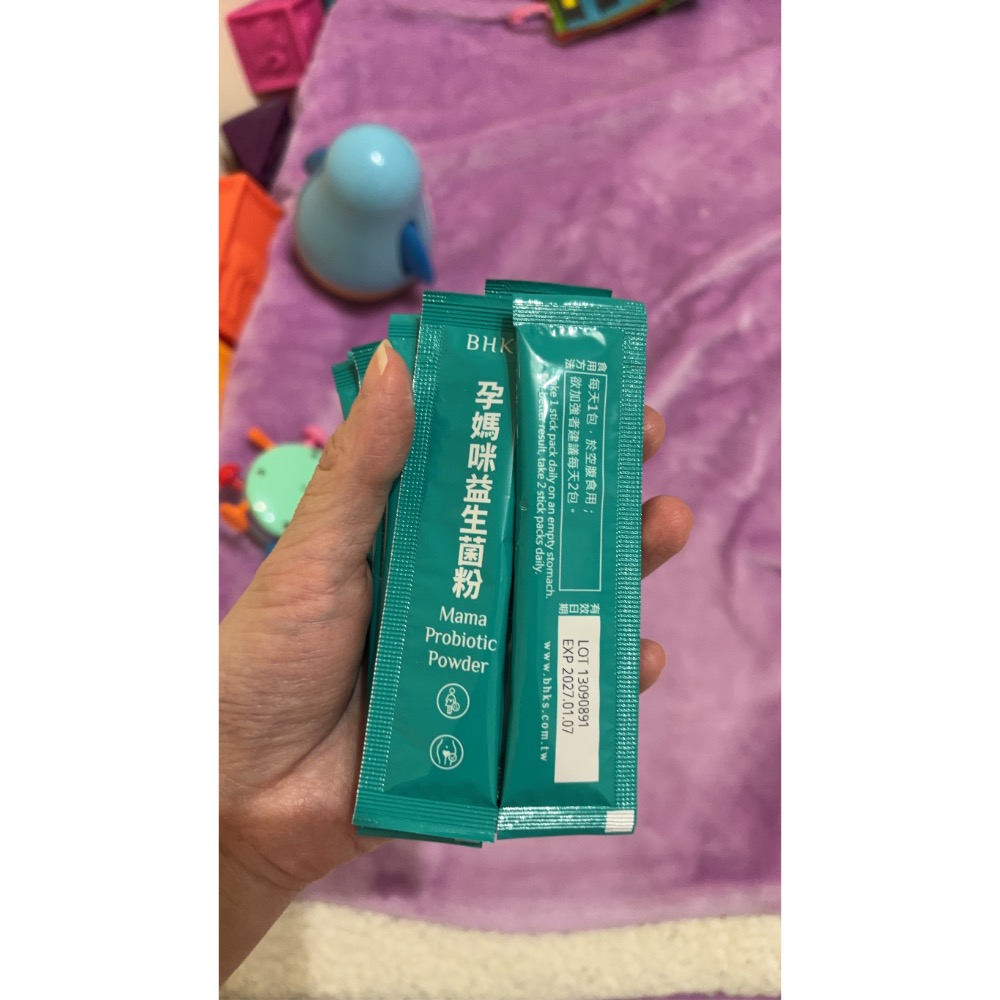 BHK
孕媽咪益生菌粉
Mama
Probiotic
Powder
食用方法
每天1包，於空腹食用；
欲加強者建議每天2包。
ke 1 stick pack daily on an empty stomach.
better result, take 2 stick packs daily.
有效日期
LOT 13090891
EXP 2027.01.07
www.bhks.com.tw